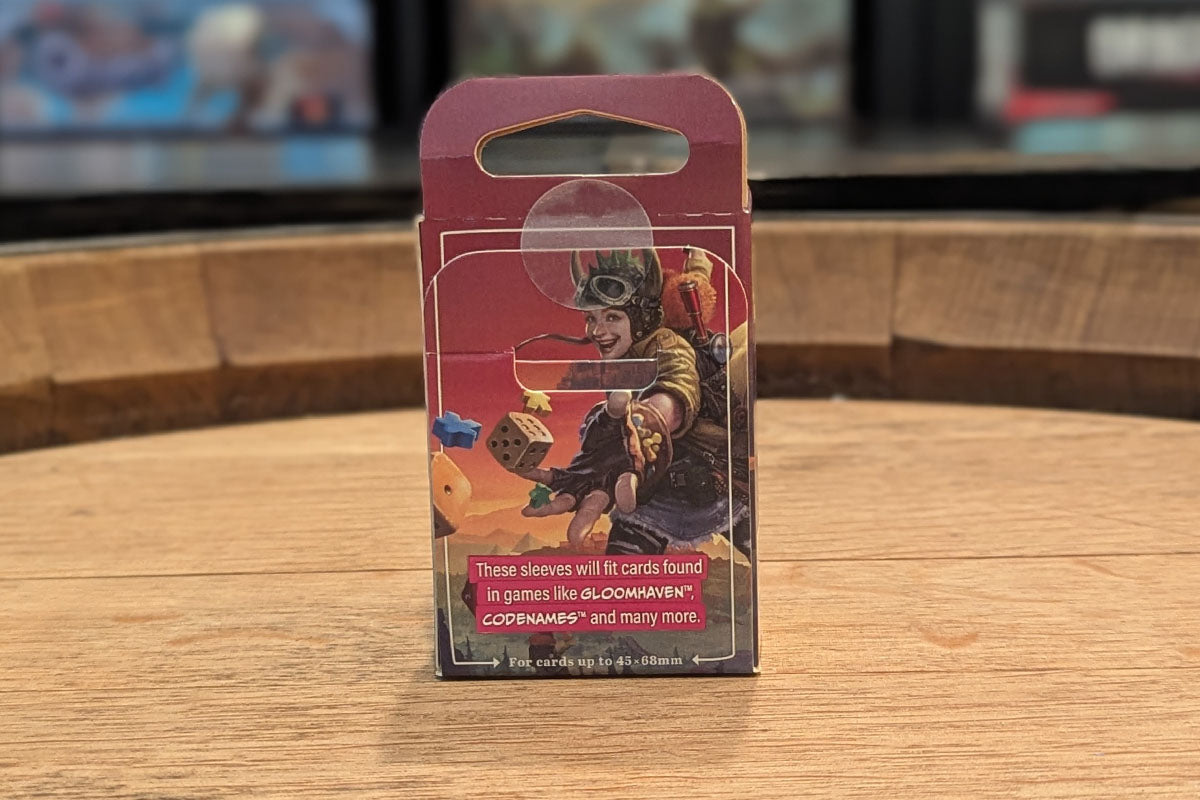 These sleeves will fit cards found
in games like GLOOMHAVEN™,
CODENAMES™ and many more.
For cards up to 45×68mm